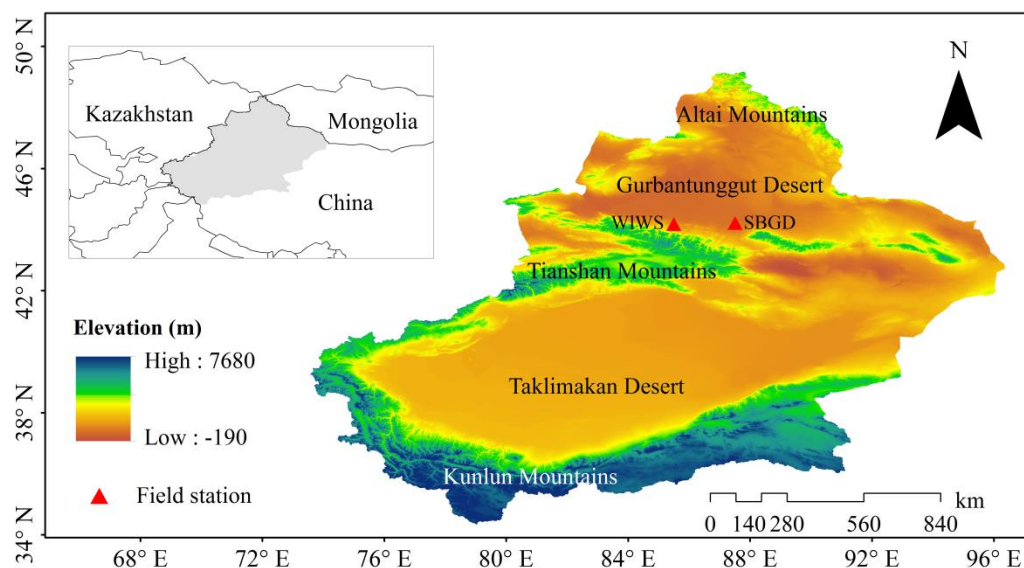 50° N
46° N
42° N
38° N
34° N
Kazakhstan
Mongolia
China
N
Altai Mountains
Gurbantunggut Desert
WIWS
SBGD
Tianshan Mountains
Taklimakan Desert
Kunlun Mountains
Elevation (m)
High : 7680
Low : -190
Field station
km
0 140 280 560 840
68° E 72° E 76° E 80° E 84° E 88° E 92° E 96° E